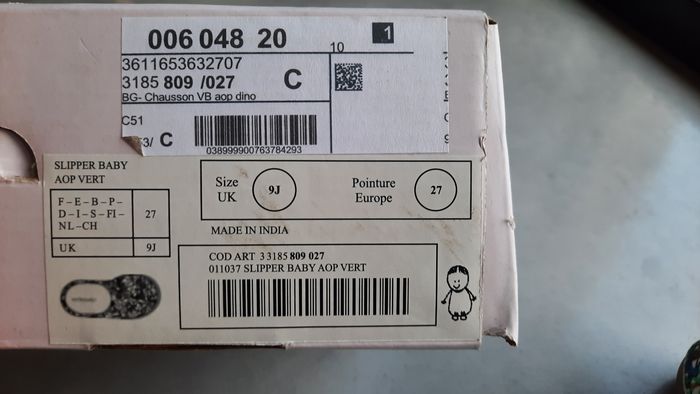 006 048 20
10
1
3611653632707
3185 809 /027
C
BG- Chausson VB aop dino
C51
3/ C
038999900763784293
SLIPPER BABY
AOP VERT
F-E-B-P-
D-I-S-FI-
NL-CH
27
UK
9J
Size
UK
9J
Pointure
Europe
27
MADE IN INDIA
COD ART 3 3185 809 027
011037 SLIPPER BABY AOP VERT